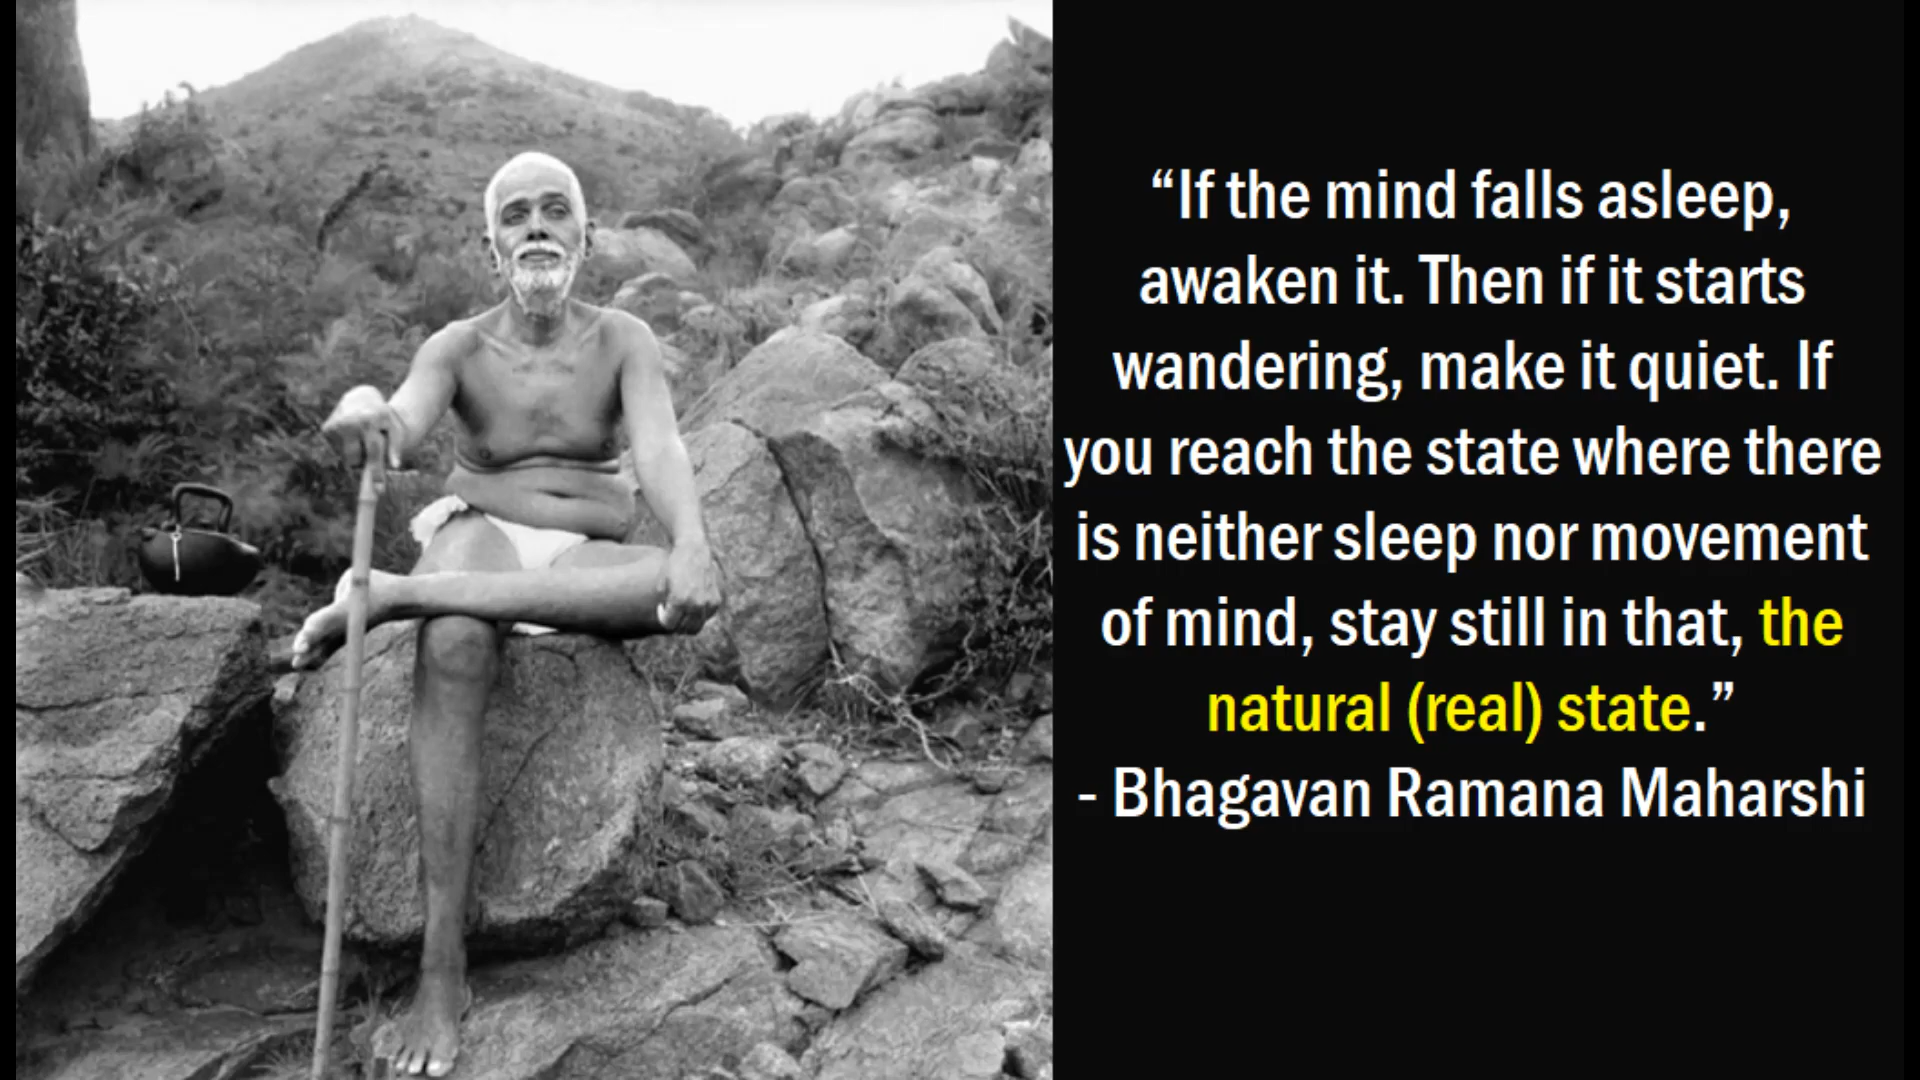 “If the mind falls asleep,
awaken it. Then if it starts
wandering, make it quiet. If
you reach the state where there
is neither sleep nor movement
of mind, stay still in that, the
natural (real) state.”
- Bhagavan Ramana Maharshi